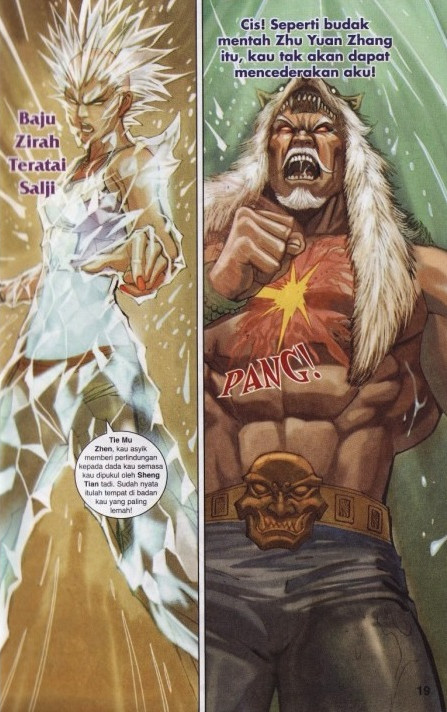 Baju
Zirah
Teratai
Salji
Tie Mu
Zhen, kau asyik
memberi perlindungan
kepada dada kau semasa
kau dipukul oleh Sheng
Tian tadi. Sudah nyata
itulah tempat di badan
kau yang paling
lemah!
Cis! Seperti budak
mentah Zhu Yuan Zhang
itu, kau tak akan dapat
mencederakan aku!
PANG!
19